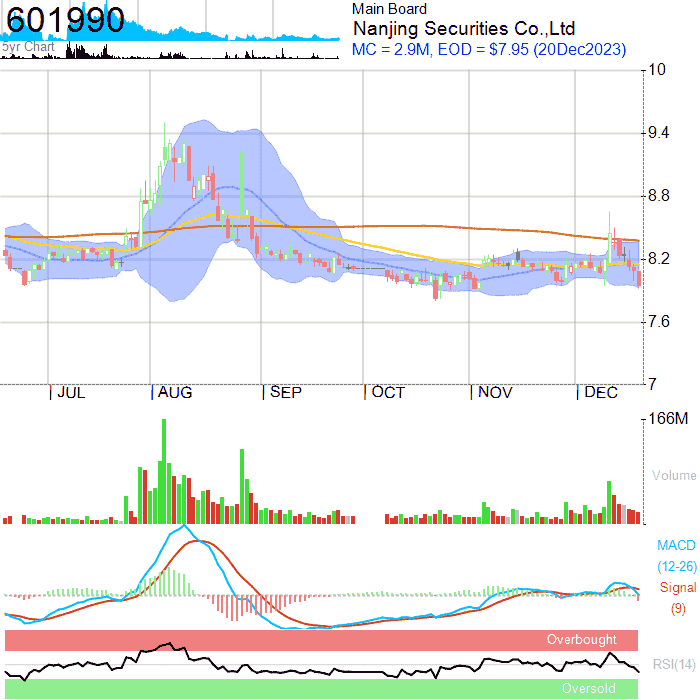 601990
5yr Chart
Main Board
Nanjing Securities Co.,Ltd
MC = 2.9M, EOD = $7.95 (20Dec2023)
10
9.4
8.8
8.2
7.6
7
JUL
AUG
SEP
OCT
NOV
DEC
166M
Volume
MACD
(12-26)
Signal
(9)
Overbought
RSI(14)
Oversold